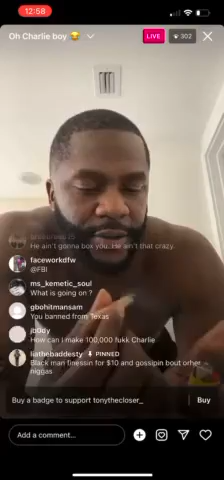 12:58
Oh Charlie boy 😂
LIVE
302
He ain't gonna box you. He ain't that crazy
faceworkdfw
@FBI
ms_kemetic_soul
What is going on ?
gbohitmansam
You banned from Texas
jb0dy
How can I make 100,000 fukk Charlie
liathebaddesty PINNED
Black man finessin for $10 and gossipin bout other
niggas
Buy a badge to support tonythecloser_
Buy
Add a comment...